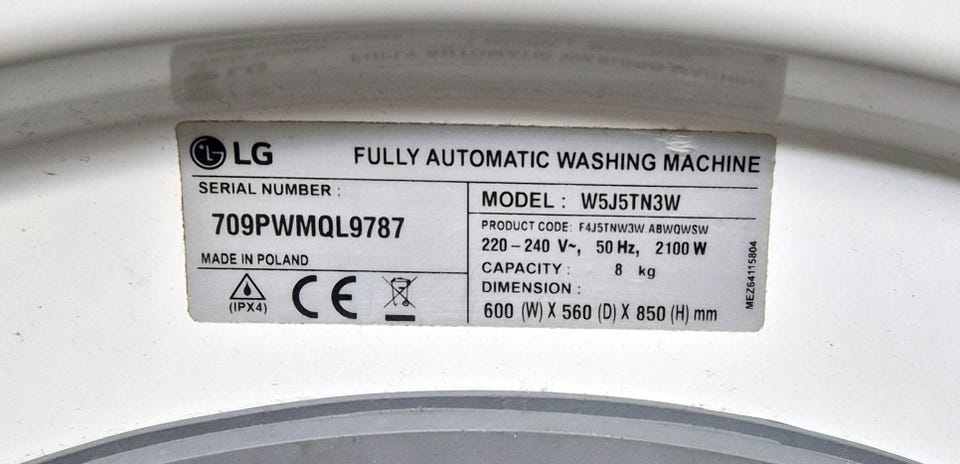 LG FULLY AUTOMATIC WASHING MACHINE
SERIAL NUMBER :
709PWMQL9787
MADE IN POLAND
(IPX4) CE
MODEL : W5J5TN3W
PRODUCT CODE: F4J5TNW3W.ABWQWSW
220 – 240 V~, 50 Hz, 2100 W
CAPACITY : 8 kg
DIMENSION :
600 (W) X 560 (D) X 850 (H) mm
MEZ64115804